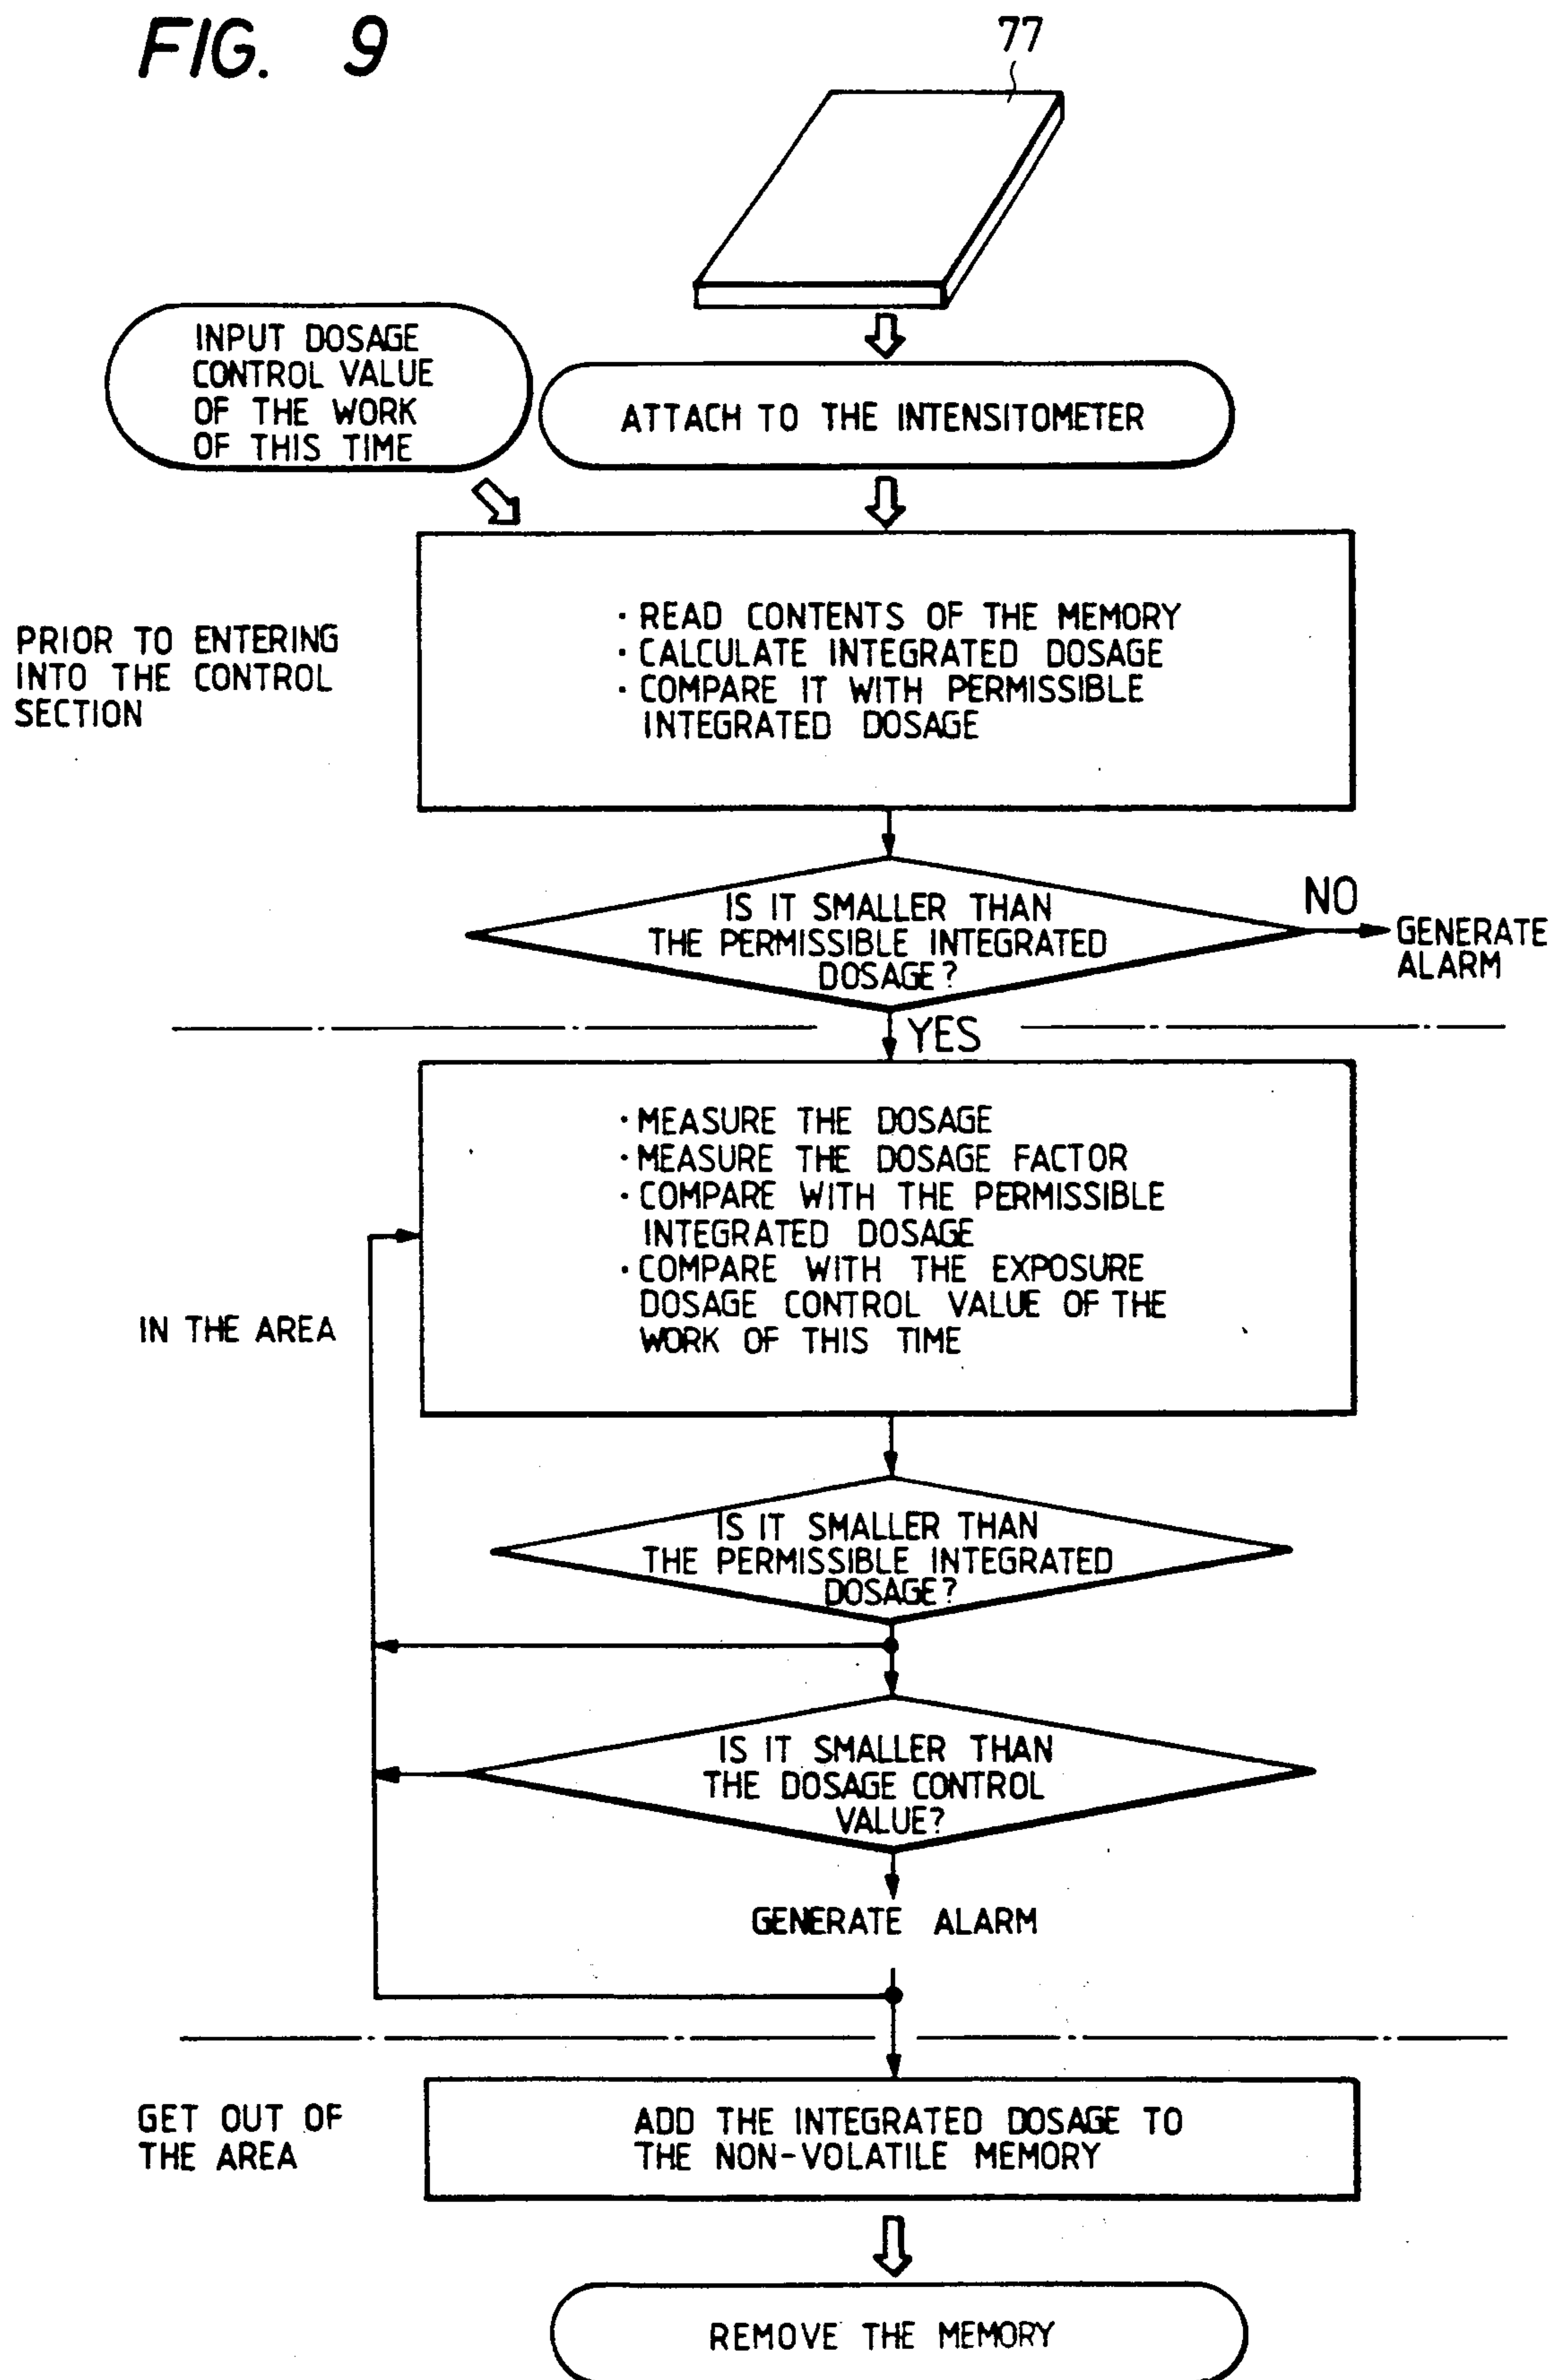 FIG. 9
77
INPUT DOSAGE
CONTROL VALUE
OF THE WORK
OF THIS TIME
ATTACH TO THE INTENSITOMETER
PRIOR TO ENTERING
INTO THE CONTROL
SECTION
· READ CONTENTS OF THE MEMORY
· CALCULATE INTEGRATED DOSAGE
· COMPARE IT WITH PERMISSIBLE
INTEGRATED DOSAGE
IS IT SMALLER THAN
THE PERMISSIBLE INTEGRATED
DOSAGE?
NO
GENERATE
ALARM
YES
· MEASURE THE DOSAGE
· MEASURE THE DOSAGE FACTOR
· COMPARE WITH THE PERMISSIBLE
INTEGRATED DOSAGE
· COMPARE WITH THE EXPOSURE
DOSAGE CONTROL VALUE OF THE
WORK OF THIS TIME
IN THE AREA
IS IT SMALLER THAN
THE PERMISSIBLE INTEGRATED
DOSAGE?
IS IT SMALLER THAN
THE DOSAGE CONTROL
VALUE?
GENERATE ALARM
GET OUT OF
THE AREA
ADD THE INTEGRATED DOSAGE TO
THE NON-VOLATILE MEMORY
REMOVE THE MEMORY